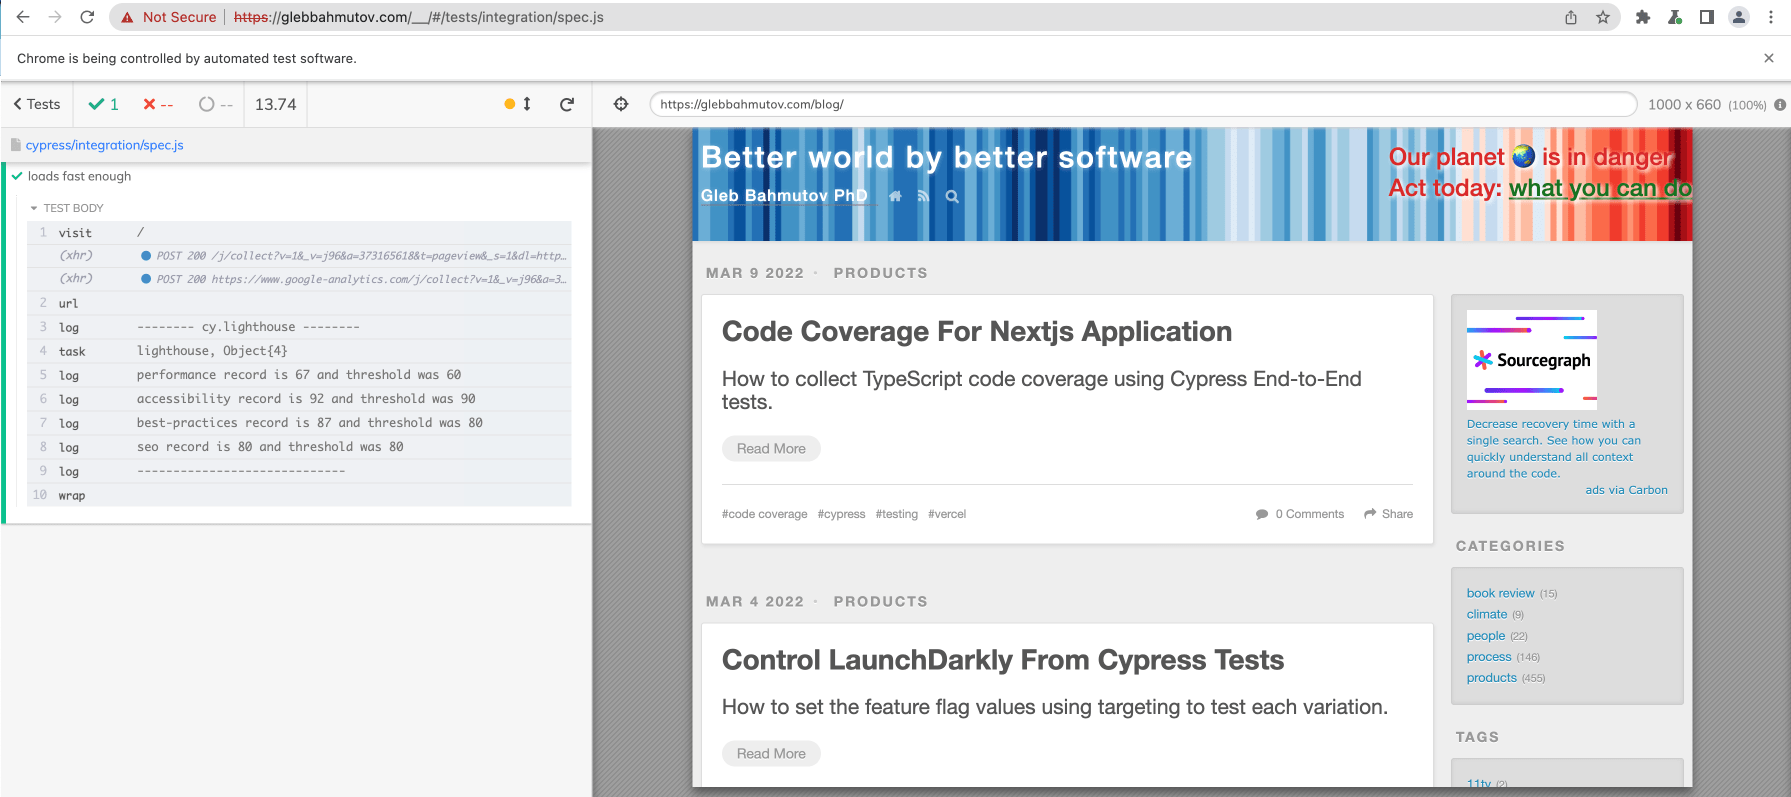 Not Secure
https://glebbahmutov.com/__/#/tests/integration/spec.js
Chrome is being controlled by automated test software.
Tests
1
--
--
13.74
https://glebbahmutov.com/blog/
1000 x 660 (100%)
cypress/integration/spec.js
loads fast enough
TEST BODY
1 visit /
(xhr) POST 200 /j/collect?v=1&_v=j96&a=373165618&t=pageview&_s=1&dl=http...
(xhr) POST 200 https://www.google-analytics.com/j/collect?v=1&_v=j96&a=3...
2 url
3 log -------- cy.lighthouse --------
4 task lighthouse, Object{4}
5 log performance record is 67 and threshold was 60
6 log accessibility record is 92 and threshold was 90
7 log best-practices record is 87 and threshold was 80
8 log seo record is 80 and threshold was 80
9 log -----------------------------
10 wrap
Better world by better software
Gleb Bahmutov PhD
Our planet 🌏 is in danger
Act today: what you can do
MAR 9 2022 · PRODUCTS
Code Coverage For Nextjs Application
How to collect TypeScript code coverage using Cypress End-to-End
tests.
Read More
#code coverage #cypress #testing #vercel
0 Comments Share
MAR 4 2022 · PRODUCTS
Control LaunchDarkly From Cypress Tests
How to set the feature flag values using targeting to test each variation.
Read More
Sourcegraph
Decrease recovery time with a
single search. See how you can
quickly understand all context
around the code.
ads via Carbon
CATEGORIES
book review (15)
climate (9)
people (22)
process (146)
products (455)
TAGS
11ty (2)